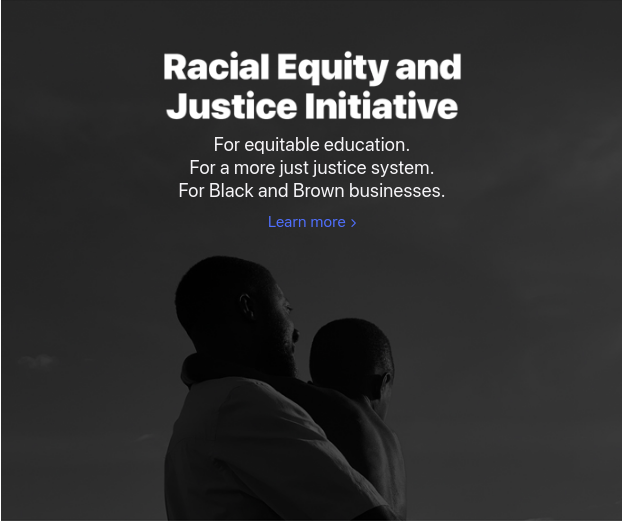 Racial Equity and
Justice Initiative
For equitable education.
For a more just justice system.
For Black and Brown businesses.
Learn more >